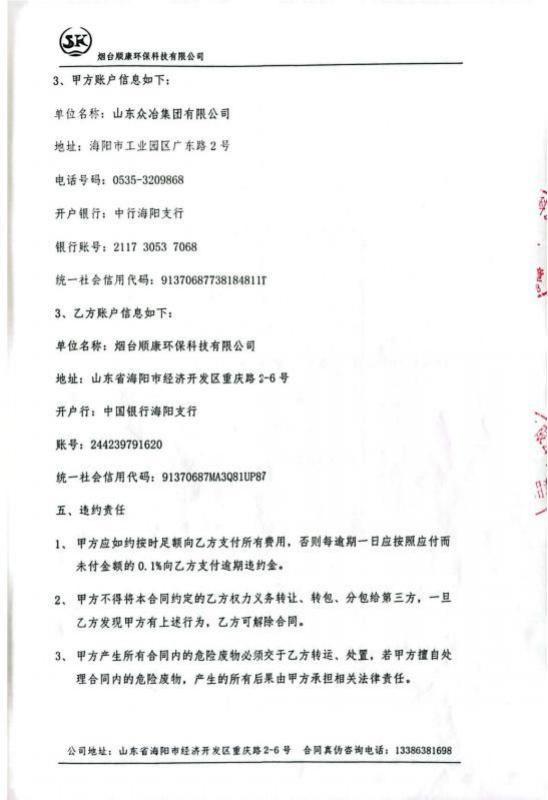 SK
烟台顺康环保科技有限公司
3、甲方账户信息如下：
单位名称：山东众冶集团有限公司
地址：海阳市工业园区广东路2号
电话号码：0535-3209868
开户银行：中行海阳支行
银行账号：2117 3053 7068
统一社会信用代码：91370687738184811T
3、乙方账户信息如下：
单位名称：烟台顺康环保科技有限公司
地址：山东省海阳市经济开发区重庆路2-6号
开户行：中国银行海阳支行
账号：244239791620
统一社会信用代码：91370687MA3Q81UP87
五、违约责任
1、 甲方应如约按时足额向乙方支付所有费用，否则每逾期一日应按照应付而
未付金额的0.1%向乙方支付逾期违约金。
2、 甲方不得将本合同约定的乙方权力义务转让、转包、分包给第三方，一旦
乙方发现甲方有上述行为，乙方可解除合同。
3、 甲方产生所有合同内的危险废物必须交于乙方转运、处置，若甲方擅自处
理合同内的危险废物，产生的所有后果由甲方承担相关法律责任。
公司地址：山东省海阳市经济开发区重庆路2-6号 合同真伪咨询电话：13386381698